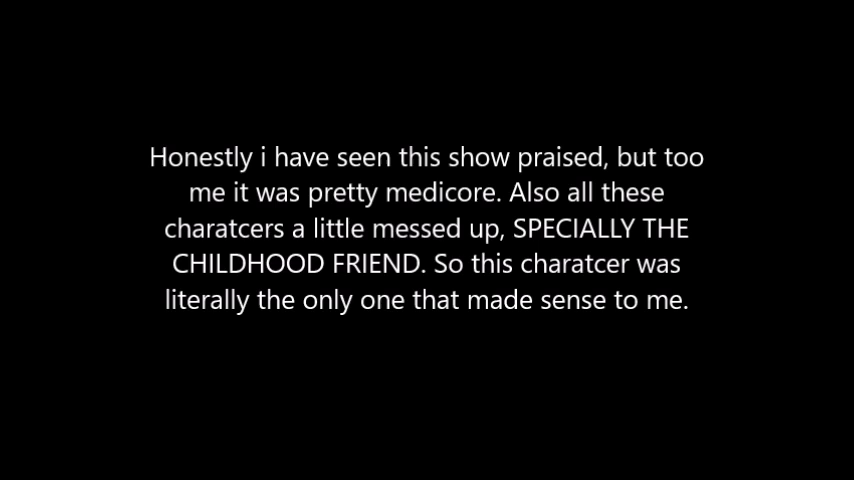 Honestly i have seen this show praised, but too
me it was pretty medicore. Also all these
charatcers a little messed up, SPECIALLY THE
CHILDHOOD FRIEND. So this charatcer was
literally the only one that made sense to me.